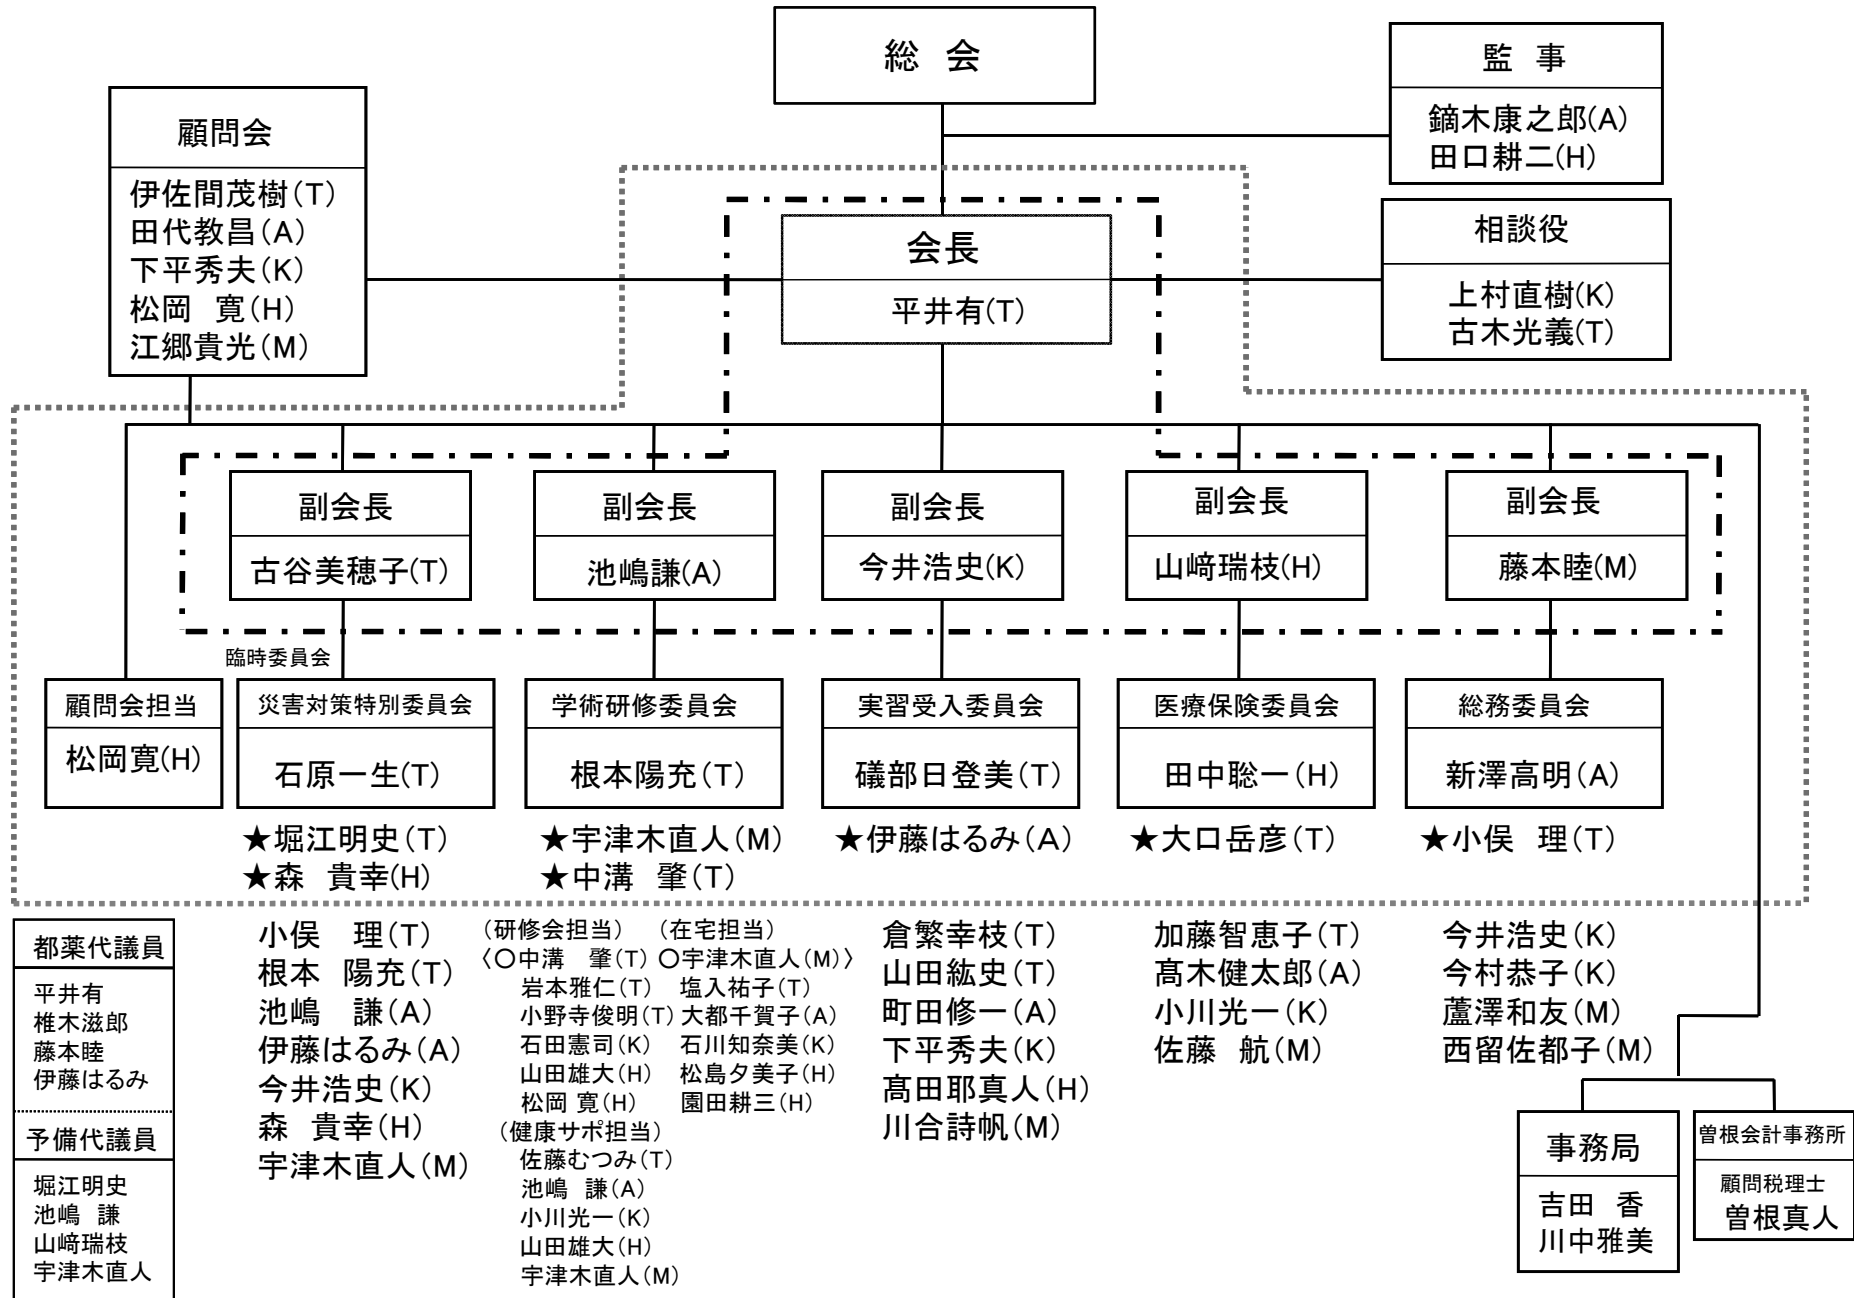 総 会
監 事
鏑木康之郎(A)
田口耕二(H)
顧問会
伊佐間茂樹(T)
田代教昌(A)
下平秀夫(K)
松岡 寛(H)
江郷貴光(M)
会長
平井有(T)
相談役
上村直樹(K)
古木光義(T)
副会長
古谷美穂子(T)
副会長
池嶋謙(A)
副会長
今井浩史(K)
副会長
山﨑瑞枝(H)
副会長
藤本睦(M)
臨時委員会
顧問会担当
松岡寛(H)
災害対策特別委員会
石原一生(T)
★堀江明史(T)
★森 貴幸(H)
学術研修委員会
根本陽充(T)
★宇津木直人(M)
★中溝 肇(T)
実習受入委員会
礒部日登美(T)
★伊藤はるみ(A)
医療保険委員会
田中聡一(H)
★大口岳彦(T)
総務委員会
新澤高明(A)
★小俣 理(T)
都薬代議員
平井有
椎木滋郎
藤本睦
伊藤はるみ
予備代議員
堀江明史
池嶋 謙
山﨑瑞枝
宇津木直人
小俣 理(T)
根本 陽充(T)
池嶋 謙(A)
伊藤はるみ(A)
今井浩史(K)
森 貴幸(H)
宇津木直人(M)
(研修会担当) (在宅担当)
〈○中溝 肇(T) ○宇津木直人(M)〉
岩本雅仁(T) 塩入祐子(T)
小野寺俊明(T) 大都千賀子(A)
石田憲司(K) 石川知奈美(K)
山田雄大(H) 松島夕美子(H)
松岡 寛(H) 園田耕三(H)
(健康サポ担当)
佐藤むつみ(T)
池嶋 謙(A)
小川光一(K)
山田雄大(H)
宇津木直人(M)
倉繁幸枝(T)
山田紘史(T)
町田修一(A)
下平秀夫(K)
髙田耶真人(H)
川合詩帆(M)
加藤智恵子(T)
髙木健太郎(A)
小川光一(K)
佐藤 航(M)
今井浩史(K)
今村恭子(K)
蘆澤和友(M)
西留佐都子(M)
事務局
吉田 香
川中雅美
曽根会計事務所
顧問税理士
曽根真人